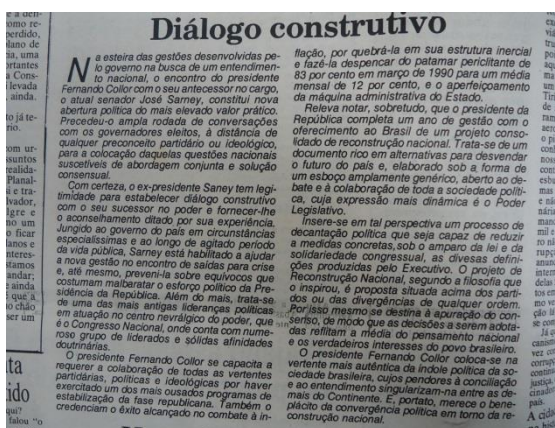 Diálogo construtivo
Na esteira das gestões desenvolvidas pe-
lo governo na busca de um entendimen-
to nacional, o encontro do presidente
Fernando Collor com o seu antecessor no cargo,
o atual senador José Sarney, constitui nova
abertura política do mais elevado valor prático.
Precedeu-o ampla rodada de conversações
com os governadores eleitos, à distância de
qualquer preconceito partidário ou ideológico,
para a colocação daquelas questões nacionais
suscetíveis de abordagem conjunta e solução
consensual.
Com certeza, o ex-presidente Saney tem legi-
timidade para estabelecer diálogo construtivo
com o seu sucessor no poder e fornecer-lhe
o aconselhamento ditado por sua experiência.
Jungido ao governo do país em circunstâncias
especialíssimas e ao longo de agitado período
da vida pública, Sarney está habilitado a ajudar
a nova gestão no encontro de saídas para crise
e, até mesmo, preveni-la sobre equívocos que
costumam malbaratar o esforço político da Pre-
sidência da República. Além do mais, trata-se
de uma das mais antigas lideranças políticas
em atuação no centro nevrálgico do poder, que
é o Congresso Nacional, onde conta com nume-
roso grupo de liderados e sólidas afinidades
doutrinárias.
O presidente Fernando Collor se capacita a
requerer a colaboração de todas as vertentes
partidárias, políticas e ideológicas por haver
exercitado um dos mais ousados programas de
estabilização da fase republicana. Também o
credenciam o êxito alcançado no combate à in-
flação, por quebrá-la em sua estrutura inercial
e fazê-la despencar do patamar periclitante de
83 por cento em março de 1990 para um média
mensal de 12 por cento, e o aperfeiçoamento
da máquina administrativa do Estado.
Releva notar, sobretudo, que o presidente da
República completa um ano de gestão com o
oferecimento ao Brasil de um projeto conso-
lidado de reconstrução nacional. Trata-se de um
documento rico em alternativas para desvendar
o futuro do país e, elaborado sob a forma de
um esboço amplamente genérico, aberto ao de-
bate e à colaboração de toda a sociedade políti-
ca, cuja expressão mais dinâmica é o Poder
Legislativo.
Insere-se em tal perspectiva um processo de
decantação política que seja capaz de reduzir
a medidas concretas, sob o amparo da lei e da
solidariedade congressual, as divesas defini-
ções produzidas pelo Executivo. O projeto de
Reconstrução Nacional, segundo a filosofia que
o inspirou, é proposta situada acima dos parti-
dos ou das divergências de qualquer ordem.
Por isso mesmo se destina à apuração do con-
senso, de modo que as decisões a serem adota-
das reflitam a média do pensamento nacional
e os verdadeiros interesses do povo brasileiro.
O presidente Fernando Collor coloca-se na
vertente mais autêntica da índole política da so-
ciedade brasileira, cujos pendores à conciliação
e ao entendimento singularizam-na entre as de-
mais do Continente. E, portanto, merece o bene-
plácito da convergência política em torno da re-
construção nacional.